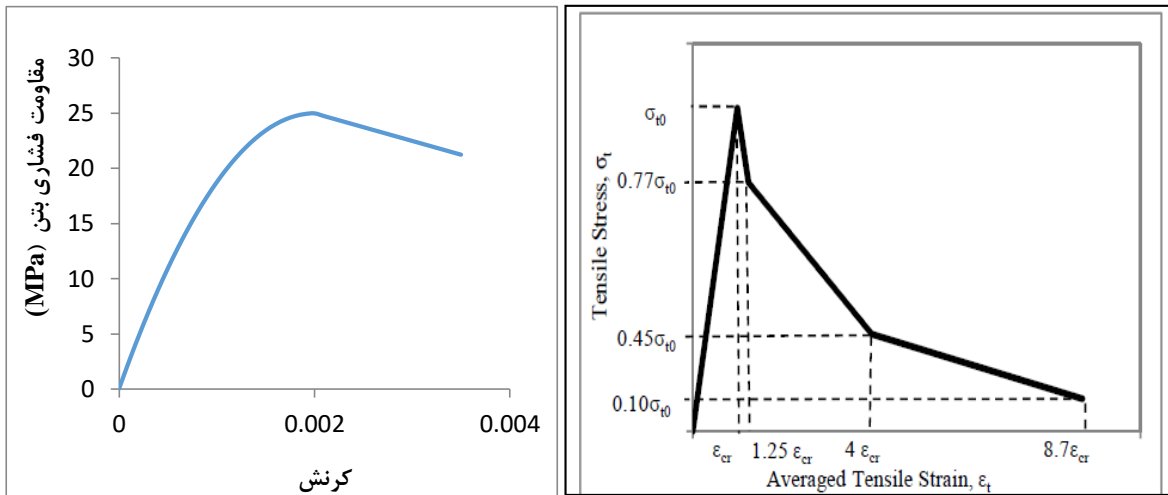 مقاومت فشاری بتن (MPa)
30
25
20
15
10
5
0
0 0.002 0.004
کرنش
Tensile Stress, σt
σt0
0.77σt0
0.45σt0
0.10σt0
εcr 1.25 εcr 4 εcr 8.7εcr
Averaged Tensile Strain, εt